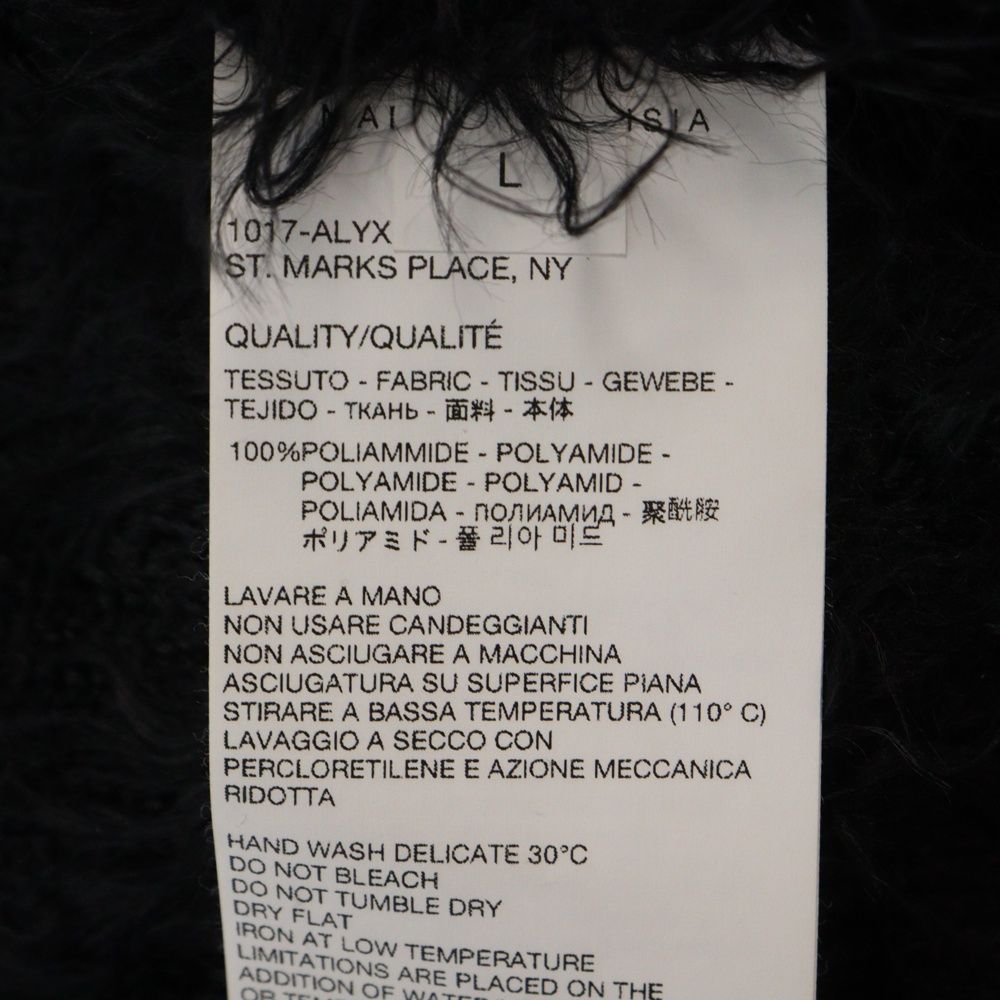 L
1017-ALYX
ST. MARKS PLACE, NY
QUALITY/QUALITÉ
TESSUTO - FABRIC - TISSU - GEWEBE -
TEJIDO - ТКАНЬ - 面料 - 本体
100%POLIAMMIDE - POLYAMIDE -
POLYAMIDE - POLYAMID -
POLIAMIDA - ПОЛИАМИД - 聚酰胺
ポリアミド - 폴리아미드
LAVARE A MANO
NON USARE CANDEGGIANTI
NON ASCIUGARE A MACCHINA
ASCIUGATURA SU SUPERFICE PIANA
STIRARE A BASSA TEMPERATURA (110° C)
LAVAGGIO A SECCO CON
PERCLORETILENE E AZIONE MECCANICA
RIDOTTA
HAND WASH DELICATE 30°C
DO NOT BLEACH
DO NOT TUMBLE DRY
DRY FLAT
IRON AT LOW TEMPERATURE
LIMITATIONS ARE PLACED ON THE
ADDITION OF